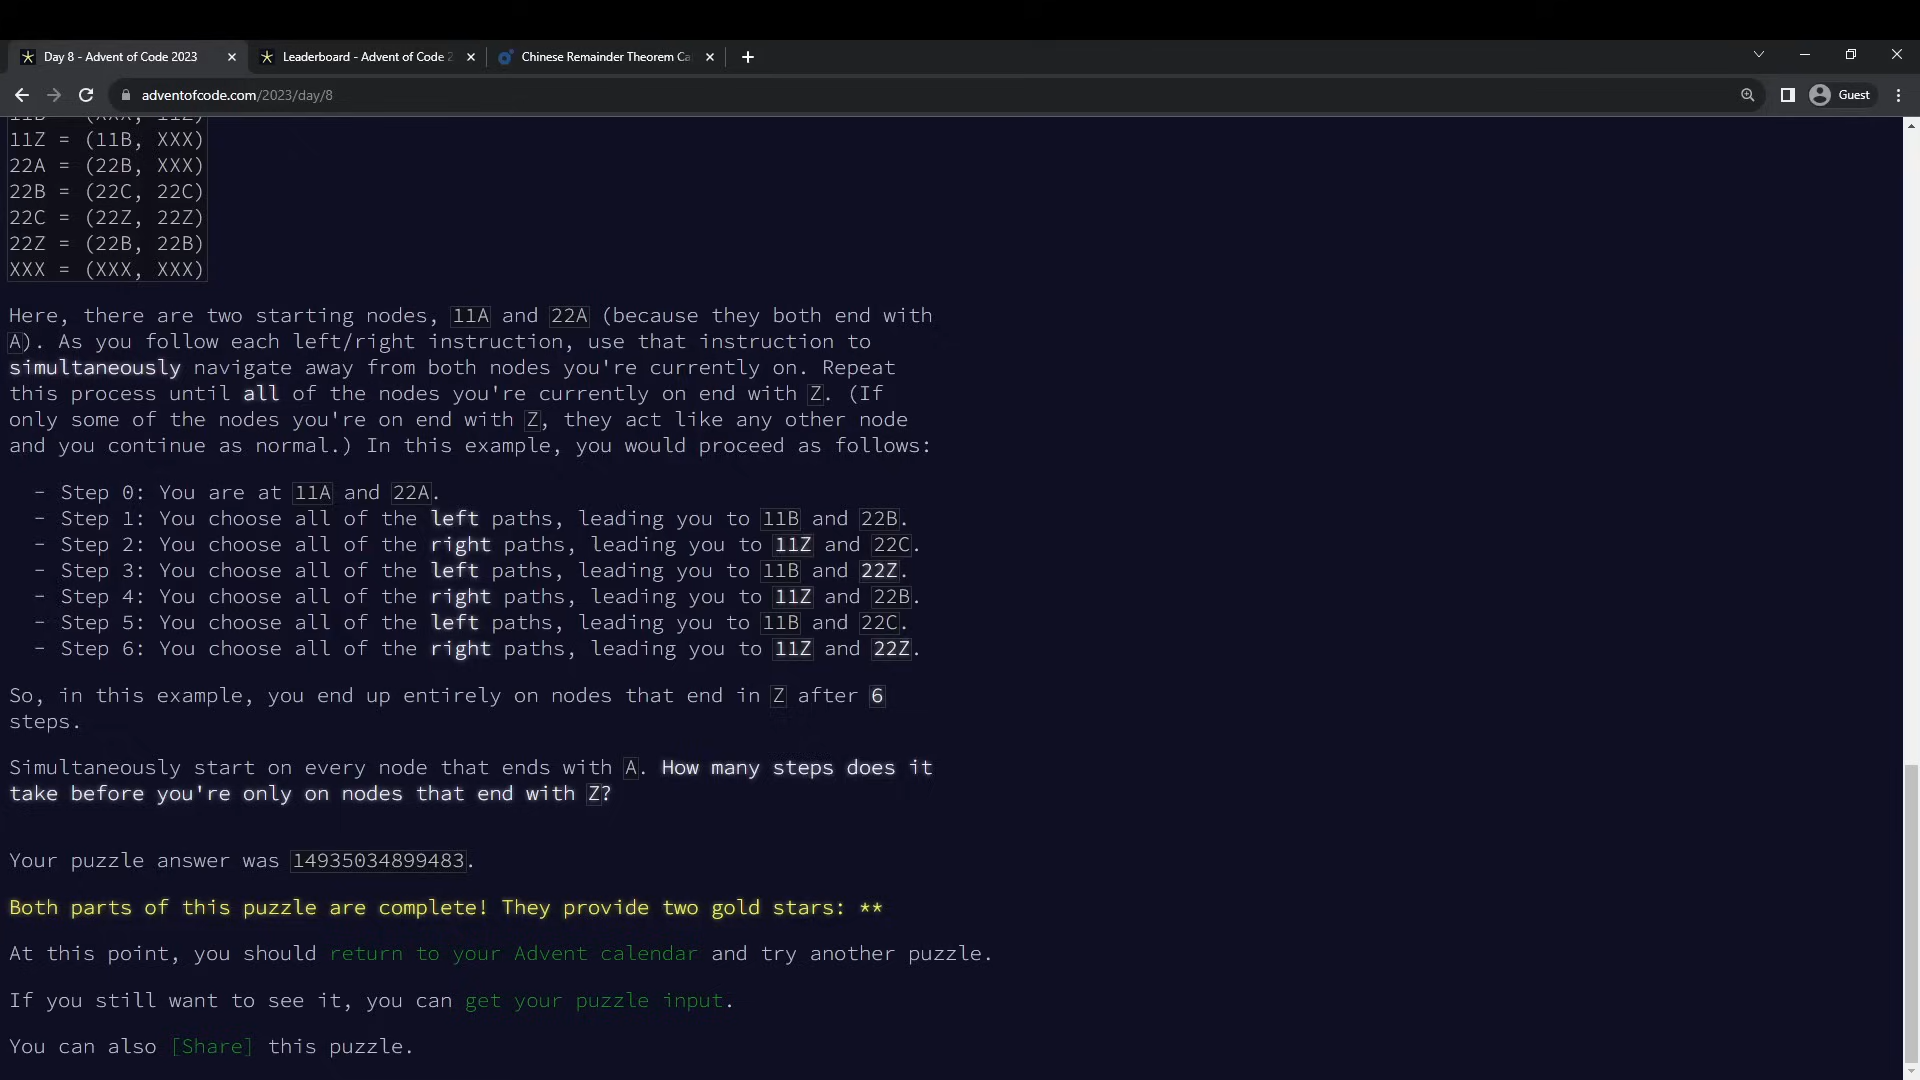 Day 8 - Advent of Code 2023
Leaderboard - Advent of Code 2
Chinese Remainder Theorem Ca
adventofcode.com/2023/day/8
Guest
11B = (XXX, 11Z)
11Z = (11B, XXX)
22A = (22B, XXX)
22B = (22C, 22C)
22C = (22Z, 22Z)
22Z = (22B, 22B)
XXX = (XXX, XXX)
Here, there are two starting nodes, 11A and 22A (because they both end with
A). As you follow each left/right instruction, use that instruction to
simultaneously navigate away from both nodes you're currently on. Repeat
this process until all of the nodes you're currently on end with Z. (If
only some of the nodes you're on end with Z, they act like any other node
and you continue as normal.) In this example, you would proceed as follows:
- Step 0: You are at 11A and 22A.
- Step 1: You choose all of the left paths, leading you to 11B and 22B.
- Step 2: You choose all of the right paths, leading you to 11Z and 22C.
- Step 3: You choose all of the left paths, leading you to 11B and 22Z.
- Step 4: You choose all of the right paths, leading you to 11Z and 22B.
- Step 5: You choose all of the left paths, leading you to 11B and 22C.
- Step 6: You choose all of the right paths, leading you to 11Z and 22Z.
So, in this example, you end up entirely on nodes that end in Z after 6
steps.
Simultaneously start on every node that ends with A. How many steps does it
take before you're only on nodes that end with Z?
Your puzzle answer was 14935034899483.
Both parts of this puzzle are complete! They provide two gold stars: **
At this point, you should return to your Advent calendar and try another puzzle.
If you still want to see it, you can get your puzzle input.
You can also [Share] this puzzle.